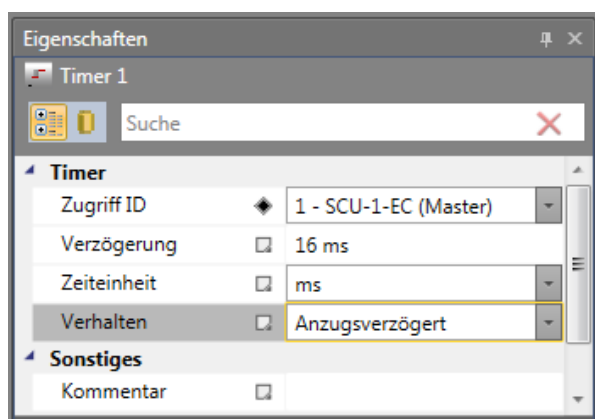 Eigenschaften
Timer 1
Suche
Timer
Zugriff ID 1 - SCU-1-EC (Master)
Verzögerung 16 ms
Zeiteinheit ms
Verhalten Anzugsverzögert
Sonstiges
Kommentar